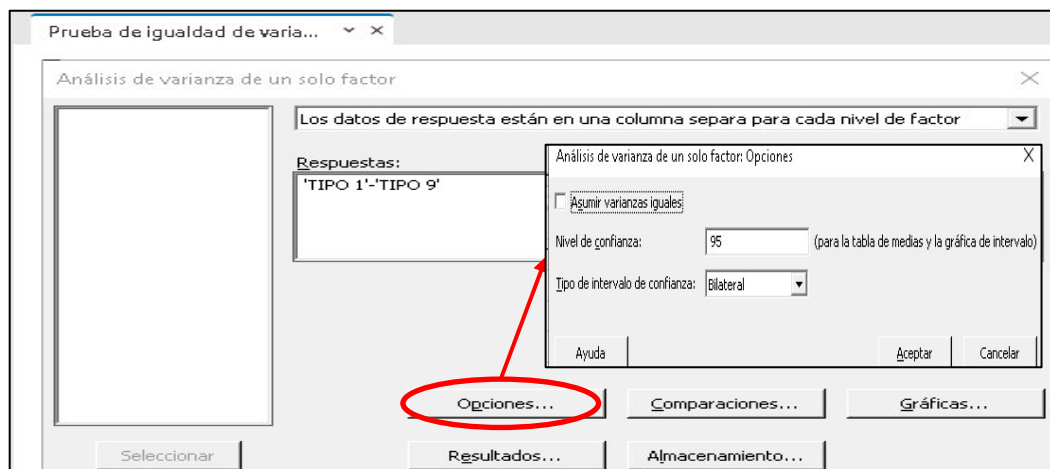 Prueba de igualdad de varia...
Análisis de varianza de un solo factor
Los datos de respuesta están en una columna separa para cada nivel de factor
Respuestas:
'TIPO 1'-'TIPO 9'
Análisis de varianza de un solo factor: Opciones
Asumir varianzas iguales
Nivel de confianza: 95 (para la tabla de medias y la gráfica de intervalo)
Tipo de intervalo de confianza: Bilateral
Ayuda Aceptar Cancelar
Opciones... Comparaciones... Gráficas...
Seleccionar Resultados... Almacenamiento...